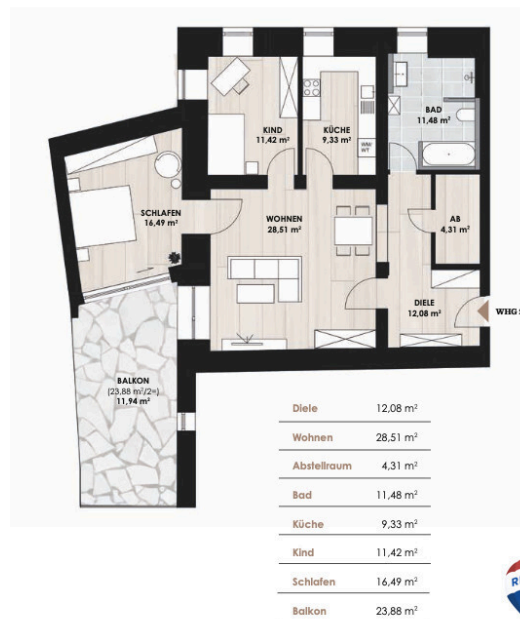 KIND
11,42 m²
KÜCHE
9,33 m²
BAD
11,48 m²
SCHLAFEN
16,49 m²
WOHNEN
28,51 m²
AB
4,31 m²
DIELE
12,08 m²
WHG
BALKON
(23,88 m²/2=)
11,94 m²
Diele 12,08 m²
Wohnen 28,51 m²
Abstellraum 4,31 m²
Bad 11,48 m²
Küche 9,33 m²
Kind 11,42 m²
Schlafen 16,49 m²
Balkon 23,88 m²